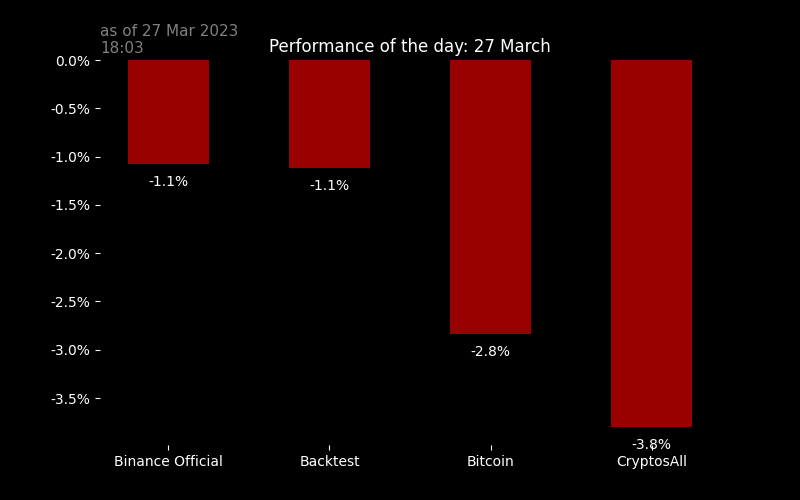 as of 27 Mar 2023
18:03
Performance of the day: 27 March
0.0%
-0.5%
-1.0%
-1.5%
-2.0%
-2.5%
-3.0%
-3.5%
-1.1%
-1.1%
-2.8%
-3.8%
Binance Official
Backtest
Bitcoin
CryptosAll